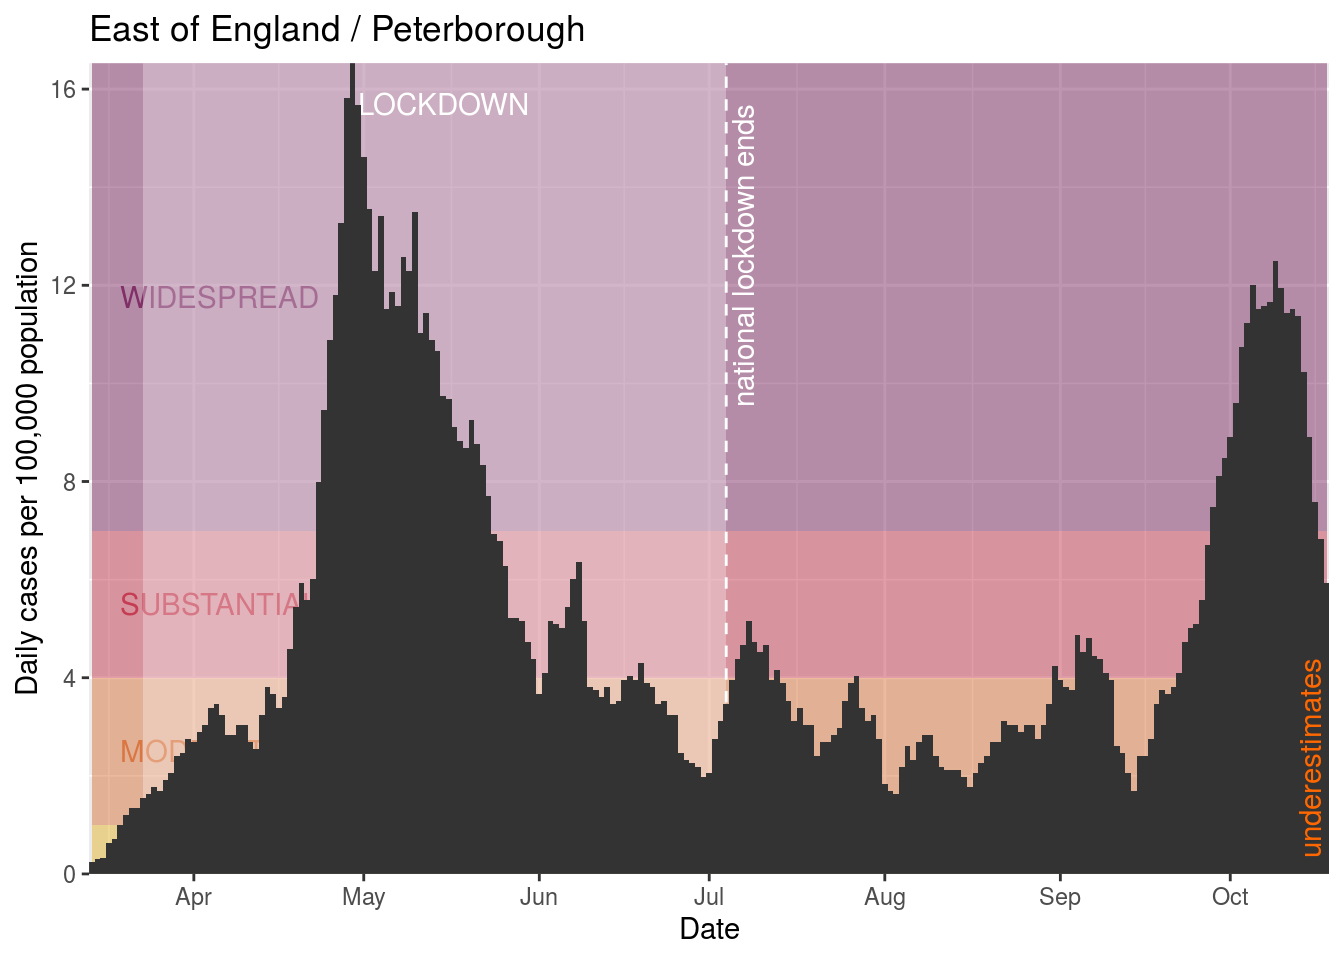 East of England / Peterborough
Daily cases per 100,000 population
16
12
8
4
0
LOCKDOWN
national lockdown ends
WIDESPREAD
SUBSTANTIA
MOD
underestimates
Apr
May
Jun
Jul
Aug
Sep
Oct
Date